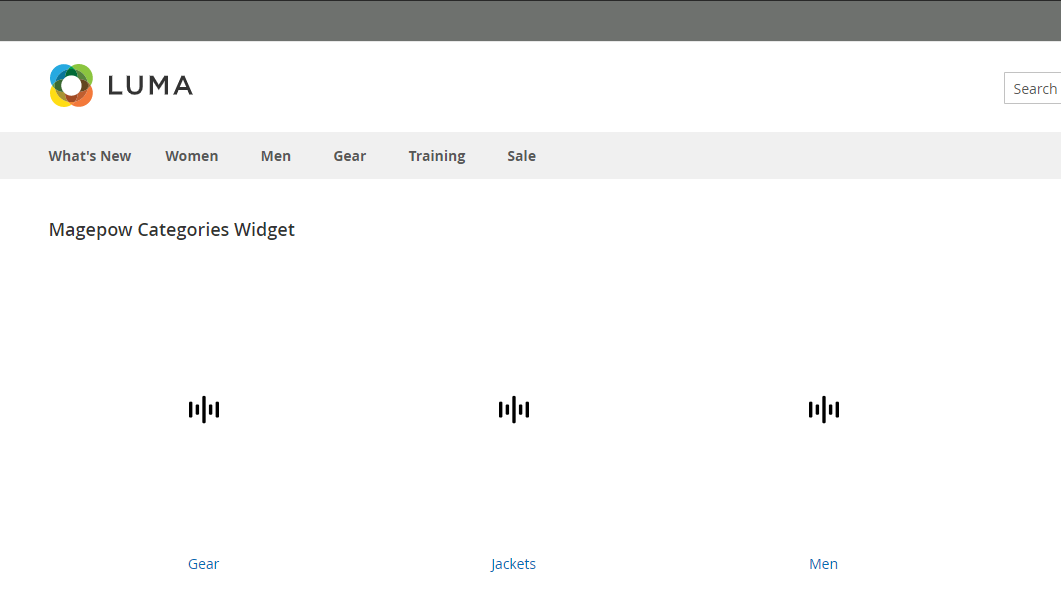 LUMA
Search
What's New Women Men Gear Training Sale
Magepow Categories Widget
Gear Jackets Men